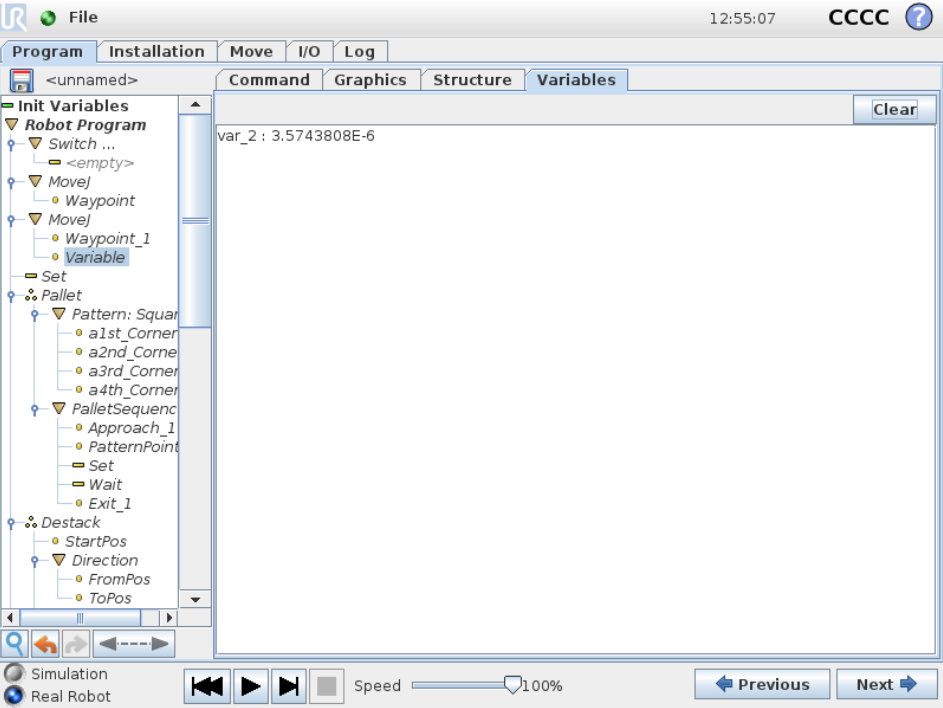 UR File 12:55:07 CCCC ?
Program Installation Move I/O Log
<unnamed> Command Graphics Structure Variables
Init Variables
Clear
Robot Program
var_2 : 3.5743808E-6
Switch ...
<empty>
MoveJ
Waypoint
MoveJ
Waypoint_1
Variable
Set
Pallet
Pattern: Squar
a1st_Corner
a2nd_Corne
a3rd_Corner
a4th_Corner
PalletSequenc
Approach_1
PatternPoint
Set
Wait
Exit_1
Destack
StartPos
Direction
FromPos
ToPos
Simulation
Real Robot
Speed 100% Previous Next